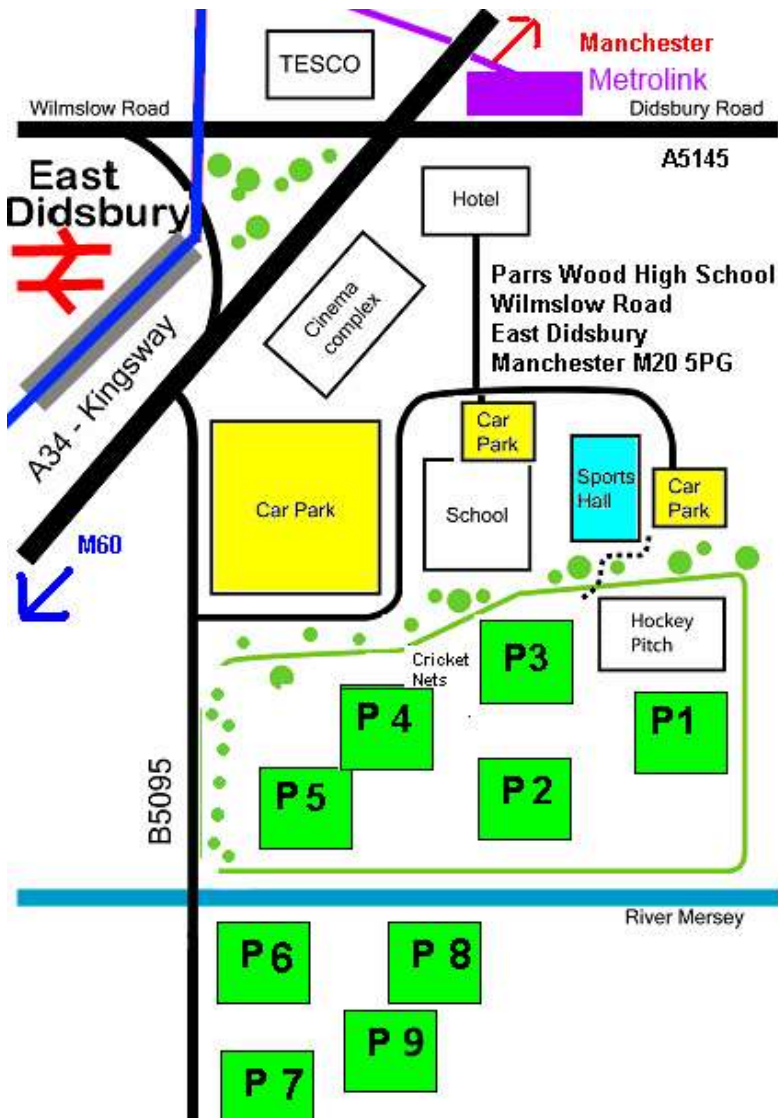 Manchester
TESCO
Metrolink
Wilmslow Road
Didsbury Road
A5145
East
Didsbury
Hotel
Parrs Wood High School
Wilmslow Road
East Didsbury
Manchester M20 5PG
Cinema
complex
A34 - Kingsway
Car
Park
Sports
Hall
Car
Park
Car Park
School
M60
Hockey
Pitch
Cricket
Nets
P3
P 4
P1
P 5
P 2
B5095
River Mersey
P 6
P 8
P 9
P 7